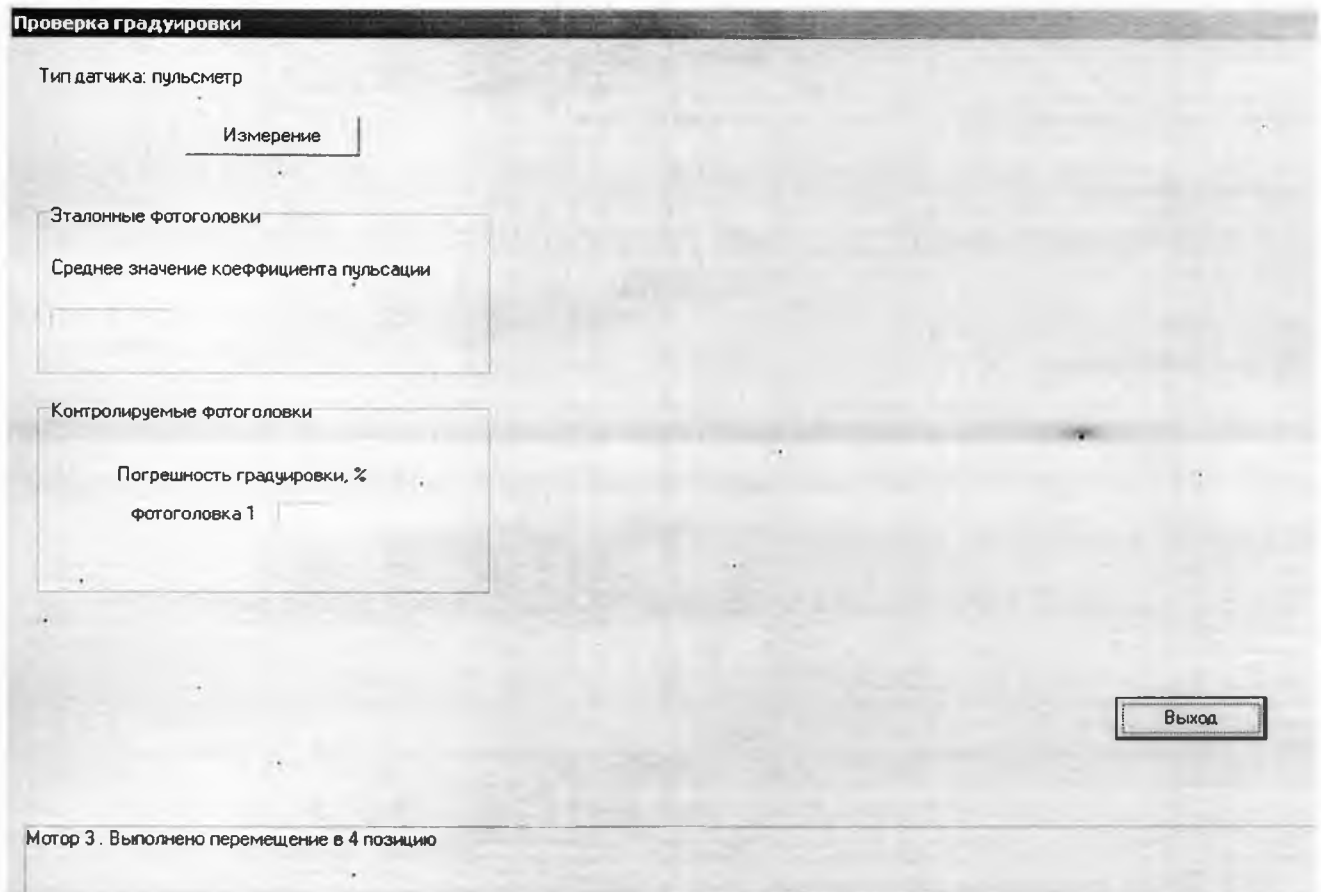 Проверка градуировки
Тип датчика: пульсметр
Измерение
Эталонные фотоголовки
Среднее значение коеффициента пульсации
Контролируемые фотоголовки
Погрешность градуировки, %
фотоголовка 1
Выход
Мотор 3 . Выполнено перемещение в 4 позицию